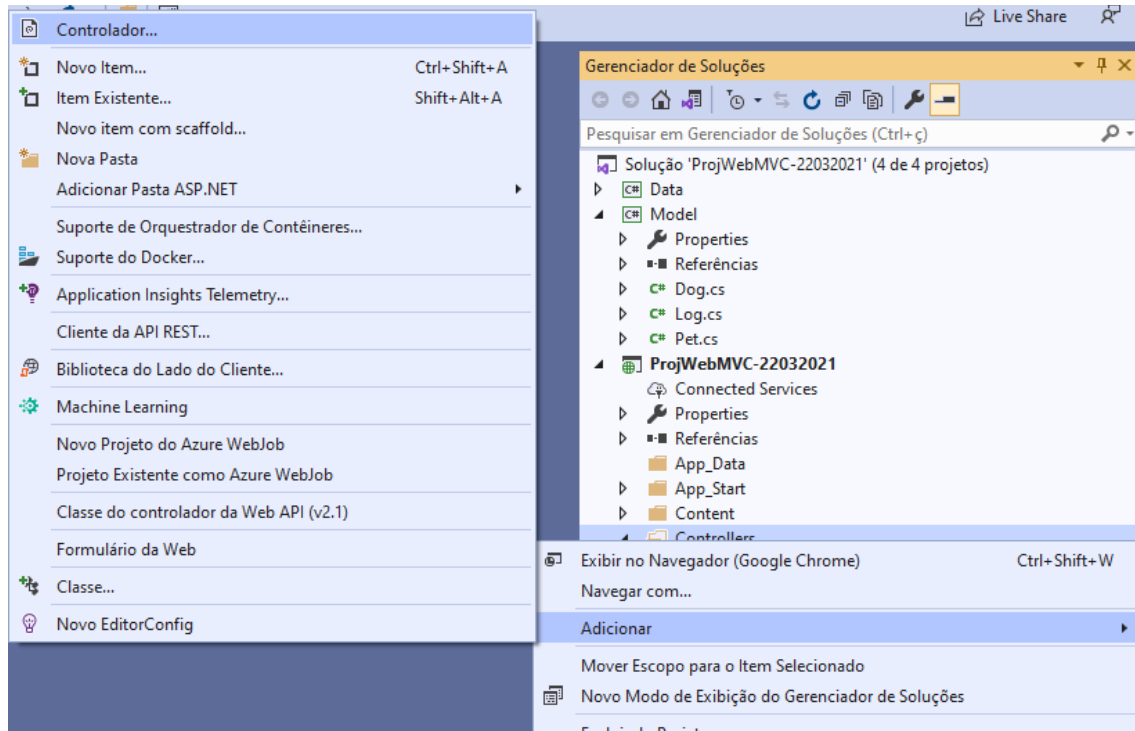 Live Share
Controlador...
Novo Item... Ctrl+Shift+A
Item Existente... Shift+Alt+A
Novo item com scaffold...
Nova Pasta
Adicionar Pasta ASP.NET
Suporte de Orquestrador de Contêineres...
Suporte do Docker...
Application Insights Telemetry...
Cliente da API REST...
Biblioteca do Lado do Cliente...
Machine Learning
Novo Projeto do Azure WebJob
Projeto Existente como Azure WebJob
Classe do controlador da Web API (v2.1)
Formulário da Web
Classe...
Novo EditorConfig
Gerenciador de Soluções
Pesquisar em Gerenciador de Soluções (Ctrl+ç)
Solução 'ProjWebMVC-22032021' (4 de 4 projetos)
C# Data
C# Model
Properties
Referências
C# Dog.cs
C# Log.cs
C# Pet.cs
ProjWebMVC-22032021
Connected Services
Properties
Referências
App_Data
App_Start
Content
Controllers
Exibir no Navegador (Google Chrome) Ctrl+Shift+W
Navegar com...
Adicionar
Mover Escopo para o Item Selecionado
Novo Modo de Exibição do Gerenciador de Soluções